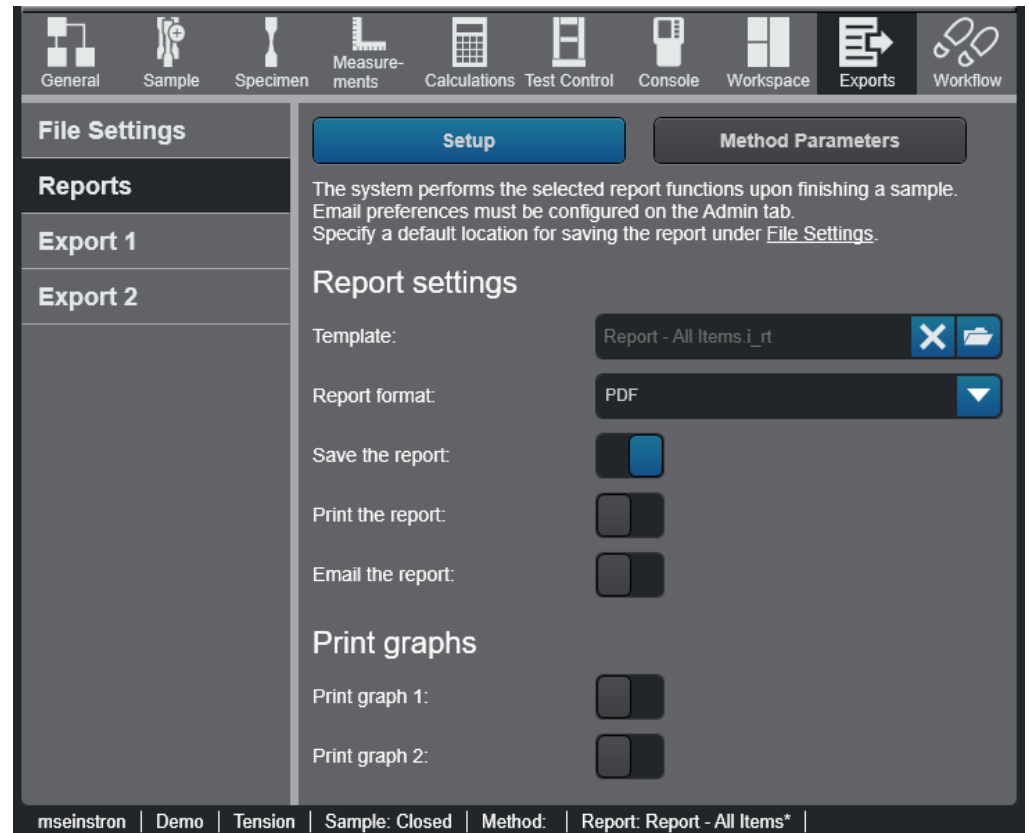 General
Sample
Specimen
Measure-
ments
Calculations
Test Control
Console
Workspace
Exports
Workflow
File Settings
Reports
Export 1
Export 2
Setup
Method Parameters
The system performs the selected report functions upon finishing a sample.
Email preferences must be configured on the Admin tab.
Specify a default location for saving the report under File Settings.
Report settings
Template:
Report - All Items.i_rt
Report format:
PDF
Save the report:
Print the report:
Email the report:
Print graphs
Print graph 1:
Print graph 2:
mseinstron | Demo | Tension | Sample: Closed | Method: | Report: Report - All Items* |